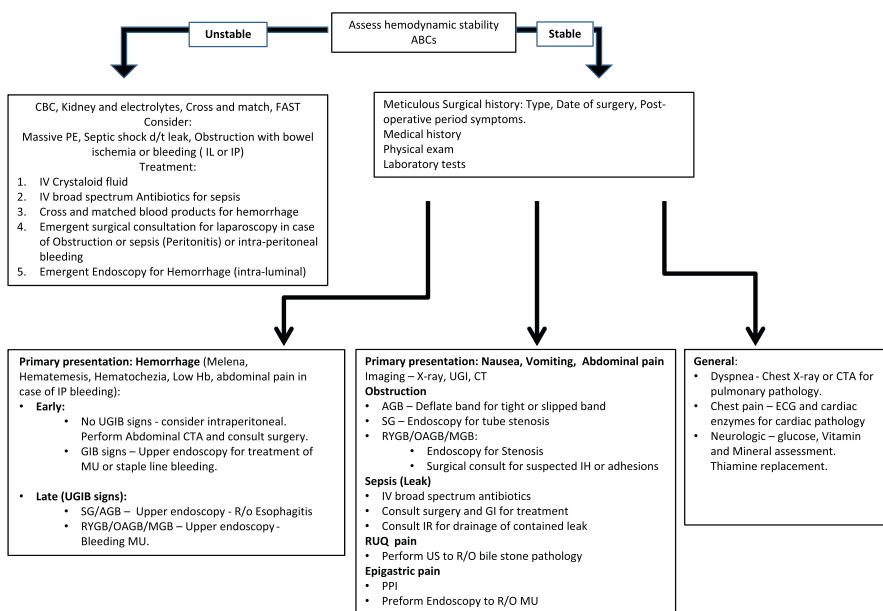 Assess hemodynamic stability
ABCs
Unstable
Stable
CBC, Kidney and electrolytes, Cross and match, FAST
Consider:
Massive PE, Septic shock d/t leak, Obstruction with bowel
ischemia or bleeding ( IL or IP)
Treatment:
1. IV Crystaloid fluid
2. IV broad spectrum Antibiotics for sepsis
3. Cross and matched blood products for hemorrhage
4. Emergent surgical consultation for laparoscopy in case
of Obstruction or sepsis (Peritonitis) or intra-peritoneal
bleeding
5. Emergent Endoscopy for Hemorrhage (intra-luminal)
Meticulous Surgical history: Type, Date of surgery, Post-
operative period symptoms.
Medical history
Physical exam
Laboratory tests
Primary presentation: Hemorrhage (Melena,
Hematemesis, Hematochezia, Low Hb, abdominal pain in
case of IP bleeding):
• Early:
• No UGIB signs - consider intraperitoneal.
Perform Abdominal CTA and consult surgery.
• GIB signs – Upper endoscopy for treatment of
MU or staple line bleeding.
• Late (UGIB signs):
• SG/AGB – Upper endoscopy - R/o Esophagitis
• RYGB/OAGB/MGB – Upper endoscopy -
Bleeding MU.
Primary presentation: Nausea, Vomiting, Abdominal pain
Imaging – X-ray, UGI, CT
Obstruction
• AGB – Deflate band for tight or slipped band
• SG – Endoscopy for tube stenosis
• RYGB/OAGB/MGB:
• Endoscopy for Stenosis
• Surgical consult for suspected IH or adhesions
Sepsis (Leak)
• IV broad spectrum antibiotics
• Consult surgery and GI for treatment
• Consult IR for drainage of contained leak
RUQ pain
• Perform US to R/O bile stone pathology
Epigastric pain
• PPI
• Preform Endoscopy to R/O MU
General:
• Dyspnea - Chest X-ray or CTA for
pulmonary pathology.
• Chest pain – ECG and cardiac
enzymes for cardiac pathology
• Neurologic – glucose, Vitamin
and Mineral assessment.
Thiamine replacement.